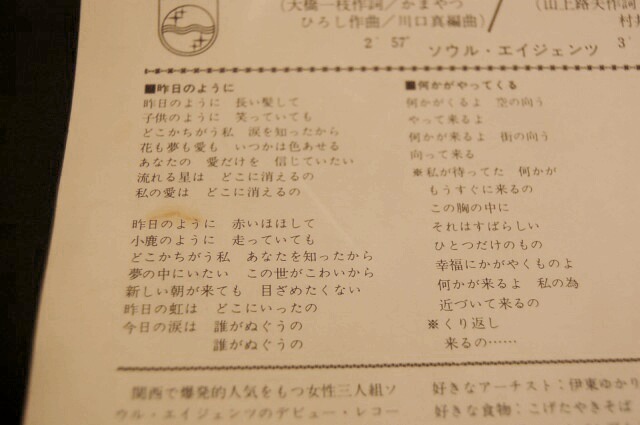 (大橋一枝作詞/かまやつ
ひろし作曲/川口真編曲)
2′57″
ソウル・エイジェンツ
(山上路夫作詞
村井
3′
■昨日のように
昨日のように 長い髪して
子供のように 笑っていても
どこかちがう私 涙を知ったから
花も夢も愛も いつかは色あせる
あなたの 愛だけを 信じていたい
流れる星は どこに消えるの
私の愛は どこに消えるの
昨日のように 赤いほほして
小鹿のように 走っていても
どこかちがう私 あなたを知ったから
夢の中にいたい この世がこわいから
新しい朝が来ても 目ざめたくない
昨日の虹は どこにいったの
今日の涙は 誰がぬぐうの
誰がぬぐうの
■何かがやってくる
何かがくるよ 空の向う
やって来るよ
何かが来るよ 街の向う
向って来る
※私が待ってた 何かが
もうすぐに来るの
この胸の中に
それはすばらしい
ひとつだけのもの
幸福にかがやくものよ
何かが来るよ 私の為
近づいて来るの
※くり返し
来るの……
関西で爆発的人気をもつ女性三人組ソ
ウル・エイジェンツのデビュー・レコー
好きなアーチスト:伊東ゆかり
好きな食物:こげたやきそば